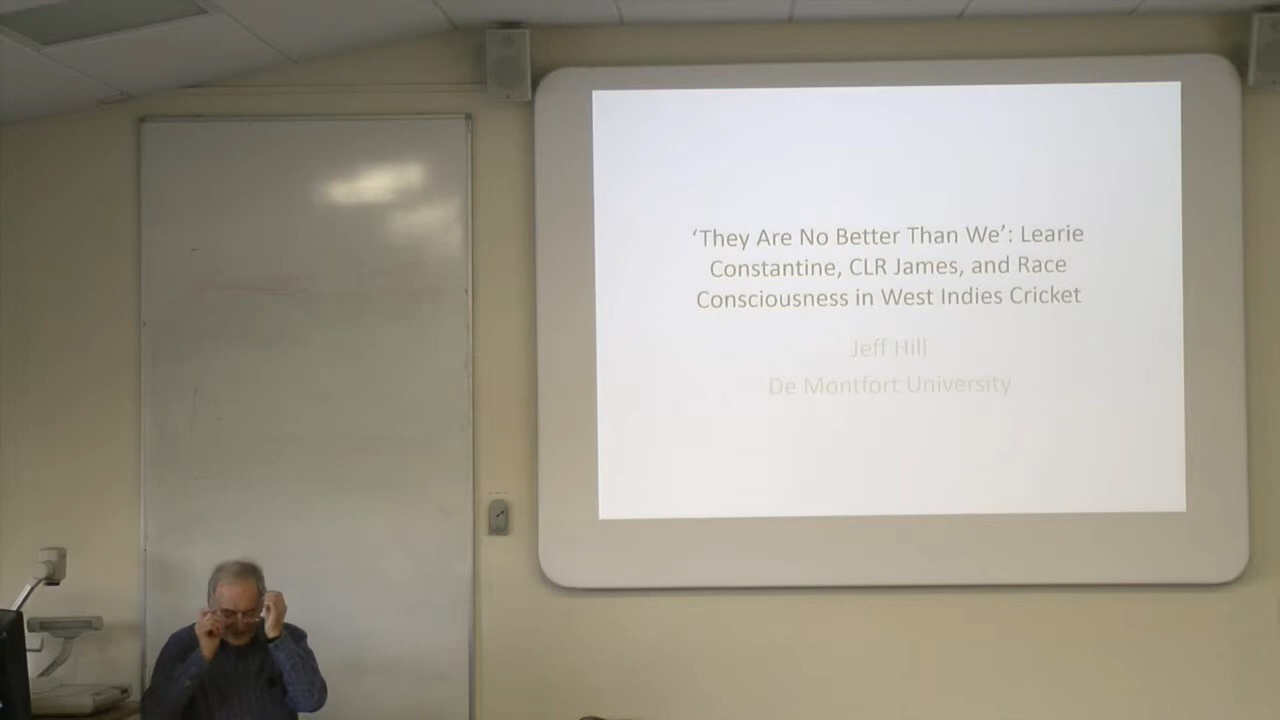 ‘They Are No Better Than We’: Learie
Constantine, CLR James, and Race
Consciousness in West Indies Cricket
Jeff Hill
De Montfort University